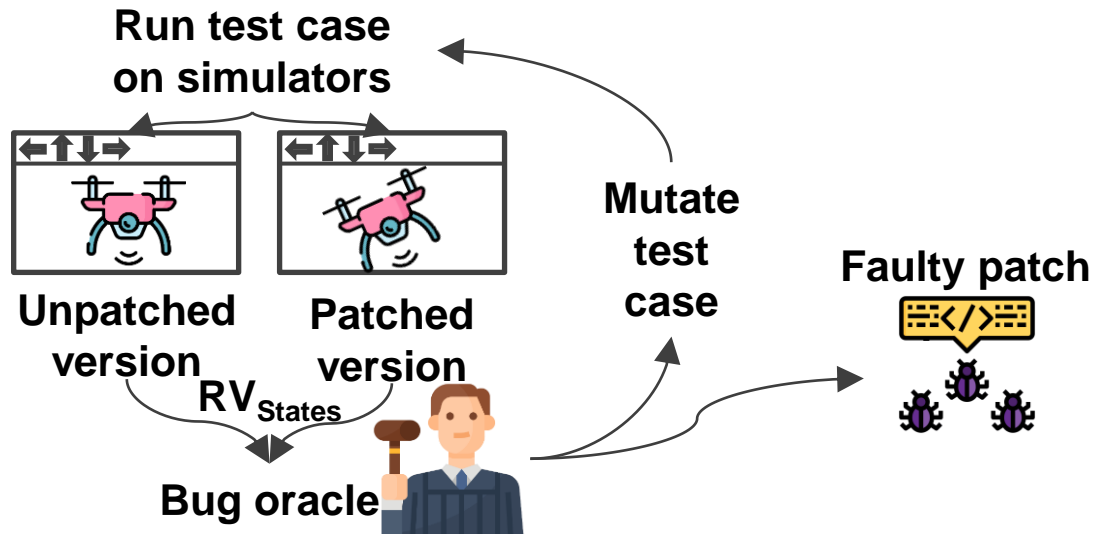 Run test case
on simulators
Unpatched
version
Patched
version
RVStates
Bug oracle
Mutate
test
case
Faulty patch
</>